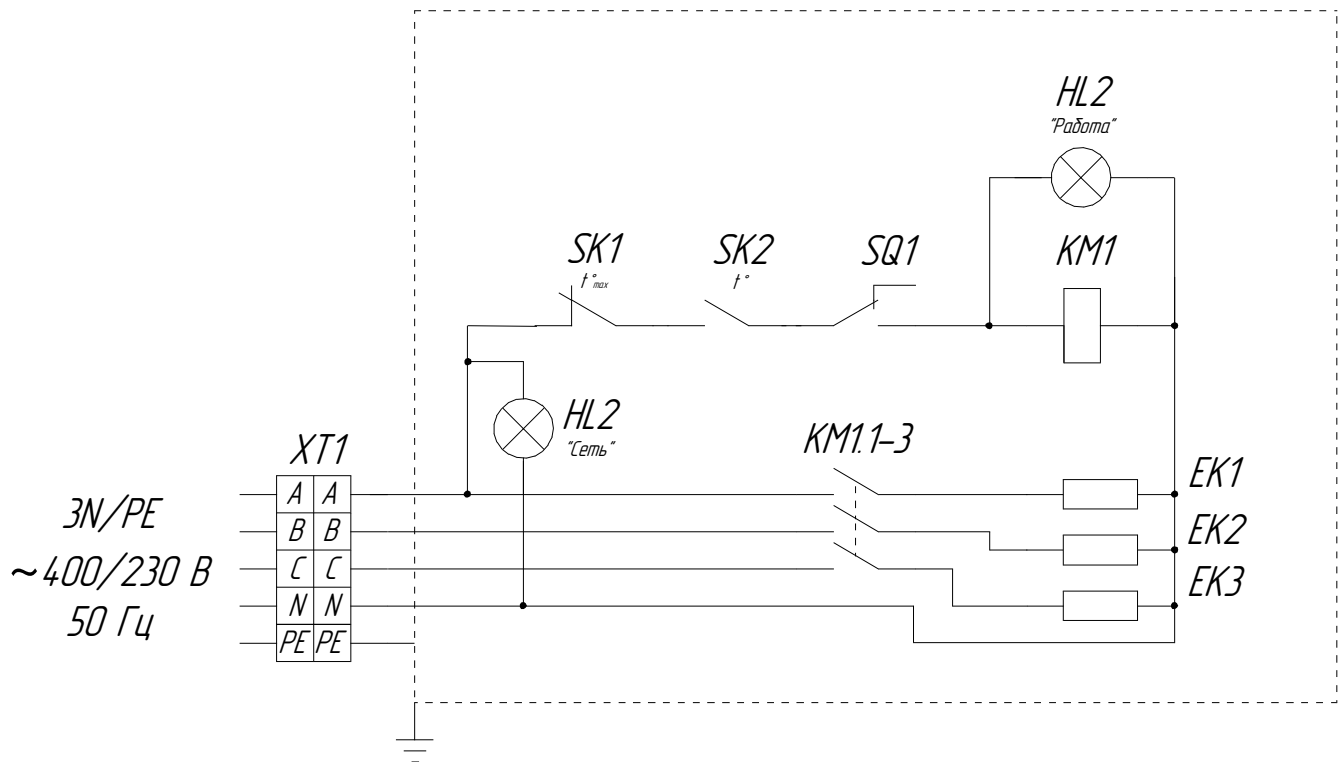 HL2
"Работа"
SK1
t°max
SK2
t°
SQ1
KM1
HL2
"Сеть"
KM1.1-3
XT1
3N/PE
~400/230 В
50 Гц
A A
B B
C C
N N
PE PE
EK1
EK2
EK3